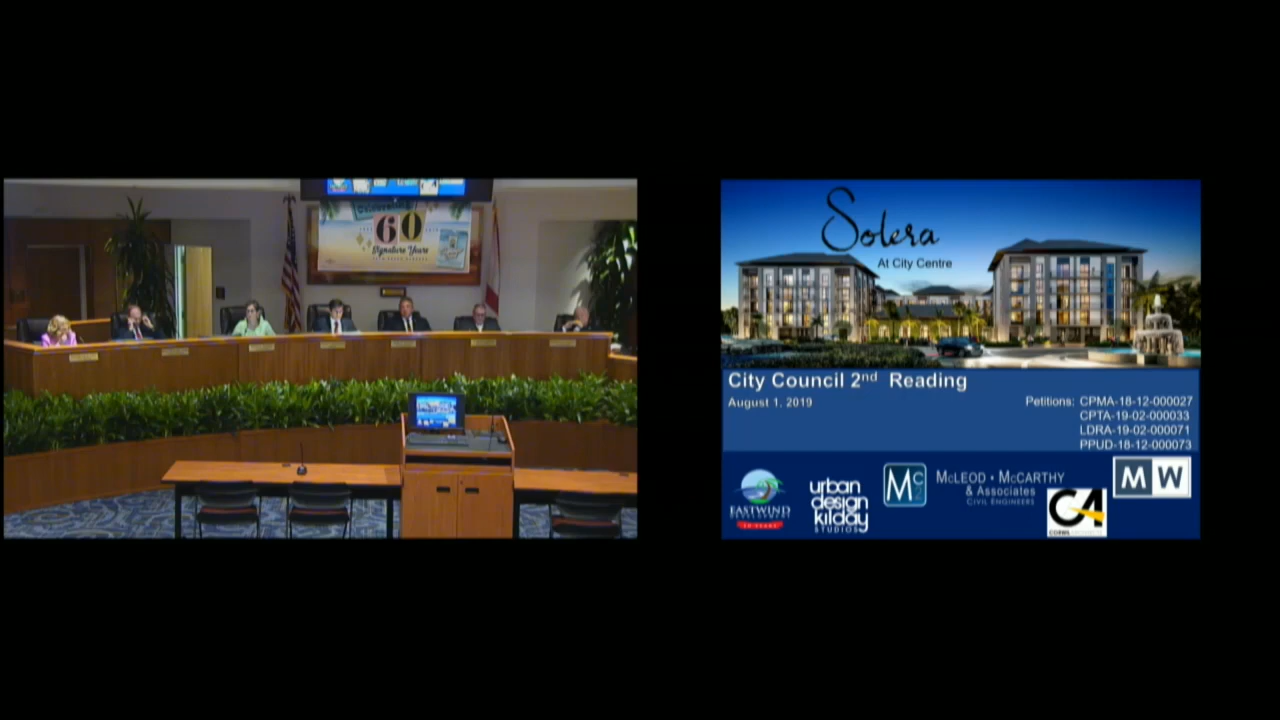 60
Signature Years
Solera
At City Centre
City Council 2nd Reading
August 1, 2019
Petitions: CPMA-18-12-000027
CPTA-19-02-000033
LDRA-19-02-000071
PPUD-18-12-000073
EASTWIND
urban
design
kilday
STUDIOS
MC2
McLEOD • McCARTHY
& Associates
CIVIL ENGINEERS
C4
MW